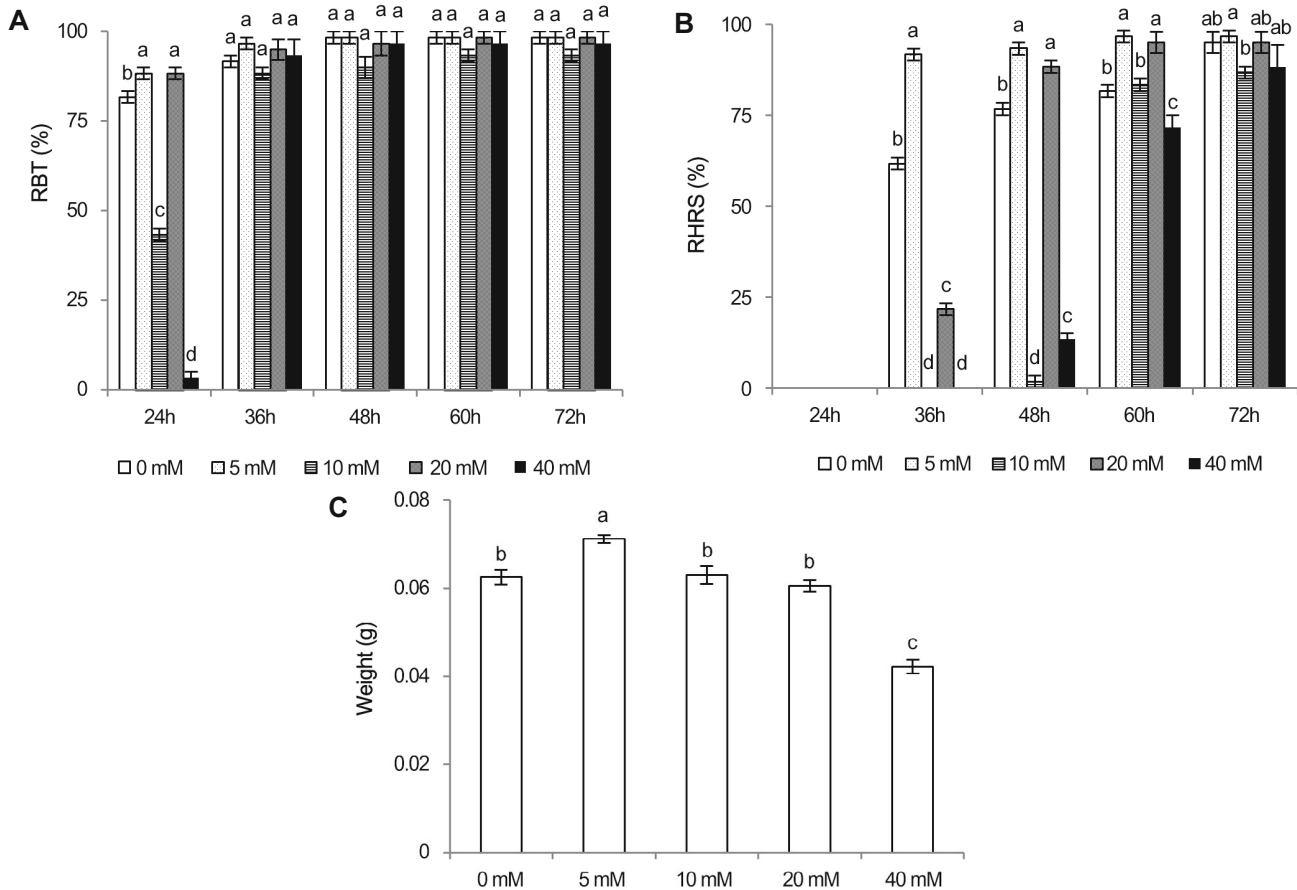 A
RBT (%)
100
75
50
25
0
b a c a d
a a a a a
a a a a a
a a a a a
a a a a a
24h 36h 48h 60h 72h
0 mM 5 mM 10 mM 20 mM 40 mM
B
RHRS (%)
100
75
50
25
0
b a d c d
b a d a c
b a b a c
ab a b ab ab
24h 36h 48h 60h 72h
0 mM 5 mM 10 mM 20 mM 40 mM
C
Weight (g)
0.08
0.06
0.04
0.02
0
b a b b c
0 mM 5 mM 10 mM 20 mM 40 mM